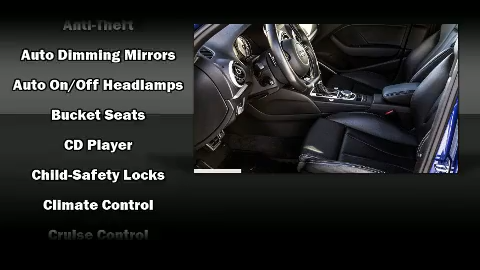 Anti-Theft
Auto Dimming Mirrors
Auto On/Off Headlamps
Bucket Seats
CD Player
Child-Safety Locks
Climate Control
Cruise Control